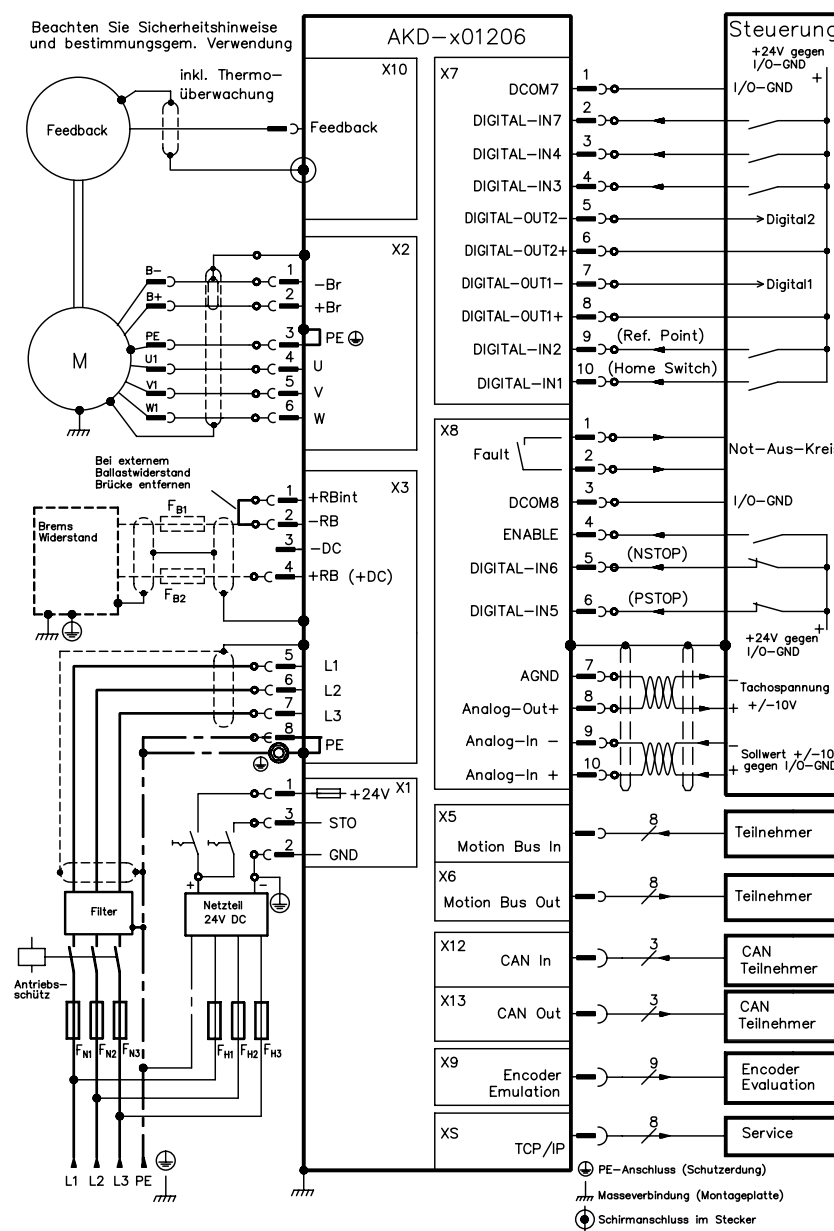 Beachten Sie Sicherheitshinweise
und bestimmungsgem. Verwendung
AKD-x01206
Steuerung
+24V gegen
I/O-GND
+
inkl. Thermo-
überwachung
X10
Feedback
Feedback
X7
DCOM7
1
I/O-GND
DIGITAL-IN7
2
DIGITAL-IN4
3
DIGITAL-IN3
4
DIGITAL-OUT2-
5
Digital2
DIGITAL-OUT2+
6
DIGITAL-OUT1-
7
Digital1
DIGITAL-OUT1+
8
DIGITAL-IN2
9
(Ref. Point)
DIGITAL-IN1
10
(Home Switch)
X2
B-
1
-Br
B+
2
+Br
PE
3
PE
M
U1
4
U
V1
5
V
W1
6
W
X8
Fault
1
2
Not-Aus-Kreis
DCOM8
3
I/O-GND
ENABLE
4
DIGITAL-IN6
5
(NSTOP)
DIGITAL-IN5
6
(PSTOP)
+
+24V gegen
I/O-GND
AGND
7
-
Analog-Out+
8
+
Tachospannung
+/-10V
Analog-In -
9
-
Analog-In +
10
+
Sollwert +/-10
gegen I/O-GND
Bei externem
Ballastwiderstand
Brücke entfernen
X3
1
+RBint
FB1
2
-RB
Brems
Widerstand
3
-DC
4
+RB (+DC)
FB2
5
L1
6
L2
7
L3
8
PE
X1
1
+24V
3
STO
2
GND
+
-
Filter
Netzteil
24V DC
Antriebs-
schütz
FN1
FN2
FN3
FH1
FH2
FH3
L1
L2
L3
PE
X5
Motion Bus In
8
Teilnehmer
X6
Motion Bus Out
8
Teilnehmer
X12
CAN In
3
CAN
Teilnehmer
X13
CAN Out
3
CAN
Teilnehmer
X9
Encoder
Emulation
9
Encoder
Evaluation
XS
TCP/IP
8
Service
PE-Anschluss (Schutzerdung)
Masseverbindung (Montageplatte)
Schirmanschluss im Stecker